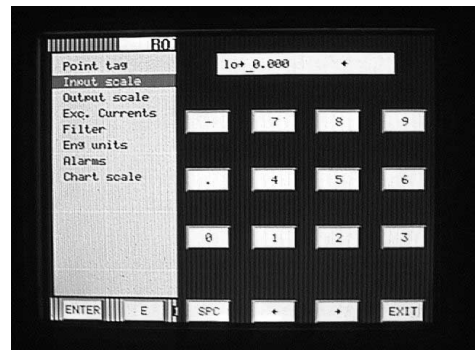 RO
Point tag
Input scale
Output scale
Exc. Currents
Filter
Eng units
Alarms
Chart scale
lo→_0.000 ←
- 7 8 9
. 4 5 6
0 1 2 3
ENTER E SPC ← → EXIT